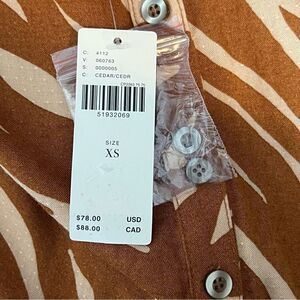 C: 4112
V: 060763
S: 0000005
C: CEDAR/CEDR
51932069
SIZE
XS
$78.00 USD
$88.00 CAD